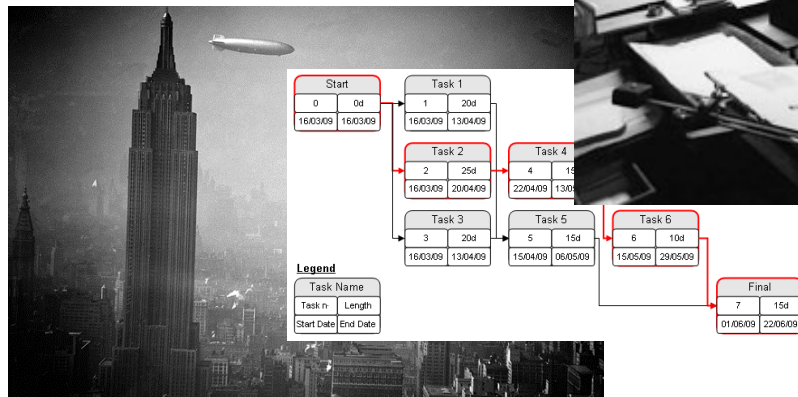 Start
0 0d
16/03/09 16/03/09
Task 1
1 20d
16/03/09 13/04/09
Task 2
2 25d
16/03/09 20/04/09
Task 4
4
22/04/09
Task 3
3 20d
16/03/09 13/04/09
Task 5
5 15d
15/04/09 06/05/09
Task 6
6 10d
15/05/09 29/05/09
Legend
Task Name
Task n· Length
Start Date End Date
Final
7 15d
01/06/09 22/06/09